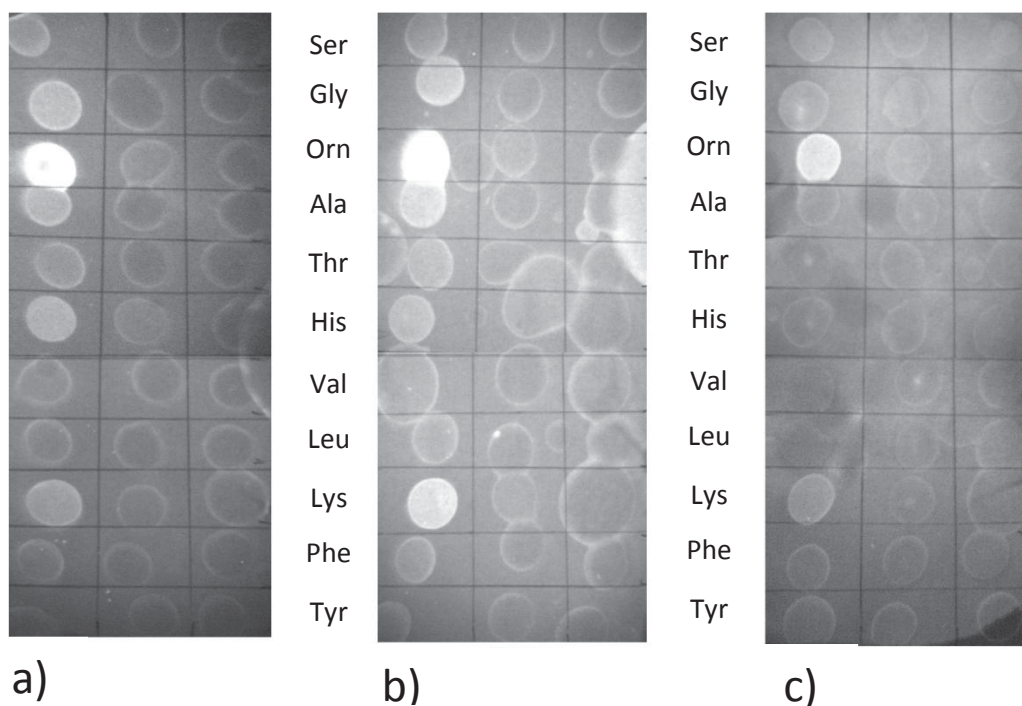 Ser
Gly
Orn
Ala
Thr
His
Val
Leu
Lys
Phe
Tyr
Ser
Gly
Orn
Ala
Thr
His
Val
Leu
Lys
Phe
Tyr
a)
b)
c)